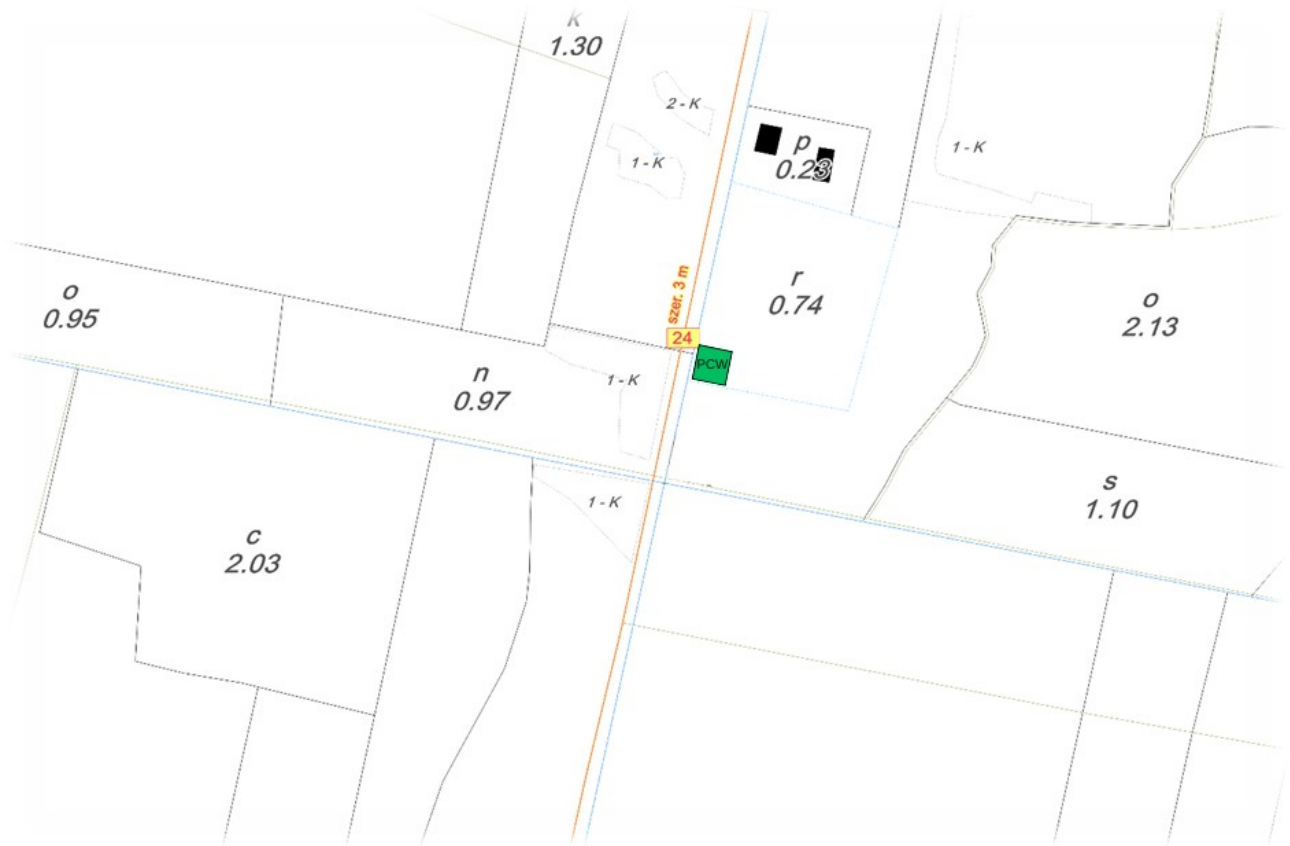 k
1.30
2 - K
p
0.23
1 - K
1 - K
szer. 3 m
r
0.74
o
0.95
o
2.13
24
PCW
n
0.97
1 - K
s
1.10
1 - K
c
2.03